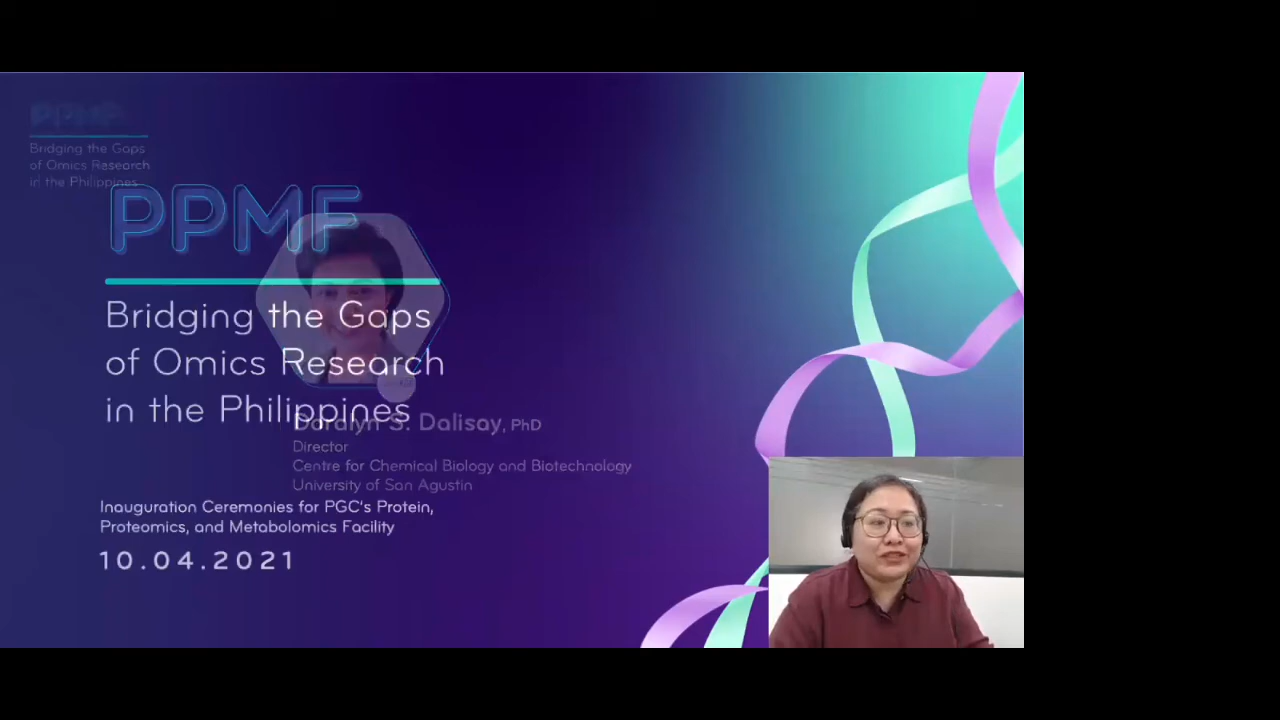 PPMF
Bridging the Gaps
of Omics Research
in the Philippines
PPMF
Bridging the Gaps
of Omics Research
in the Philippines
Doralyn S. Dalisay, PhD
Director
Centre for Chemical Biology and Biotechnology
University of San Agustin
Inauguration Ceremonies for PGC's Protein,
Proteomics, and Metabolomics Facility
10.04.2021